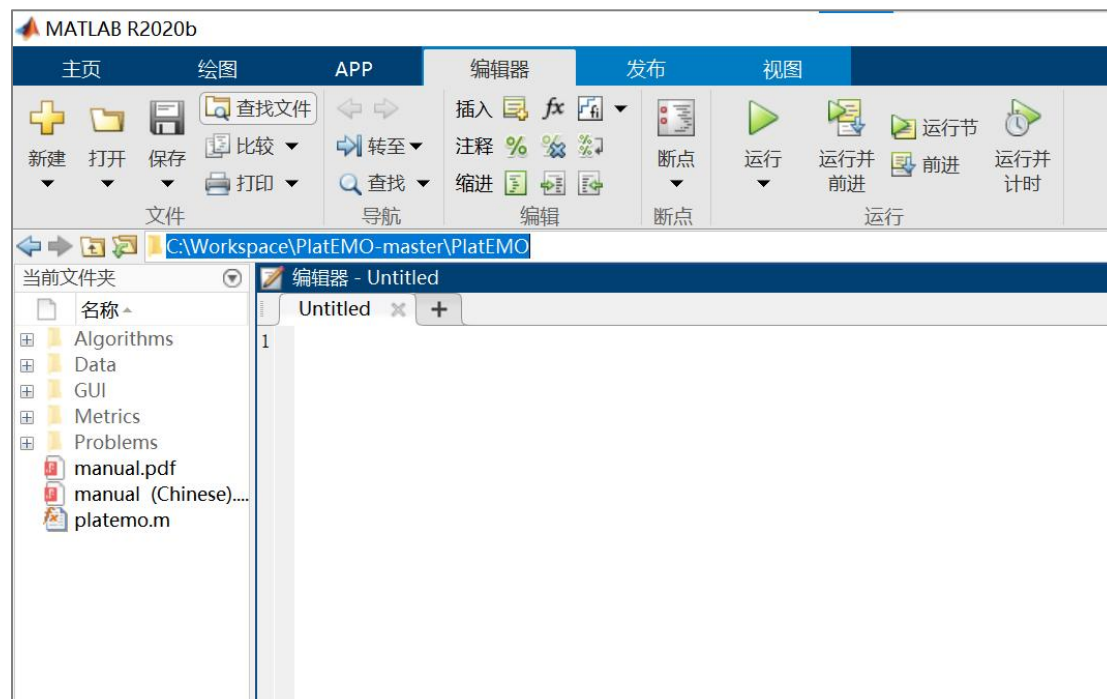 MATLAB R2020b
主页 绘图 APP 编辑器 发布 视图
新建 打开 保存 查找文件 比较 打印
文件
转至 查找
导航
插入 fx fi
注释 % % %
缩进
编辑
断点
断点
运行 运行并前进 运行节 前进 运行并计时
运行
C:\Workspace\PlatEMO-master\PlatEMO
当前文件夹
编辑器 - Untitled
名称
Untitled +
Algorithms
1
Data
GUI
Metrics
Problems
manual.pdf
manual (Chinese)....
platemo.m